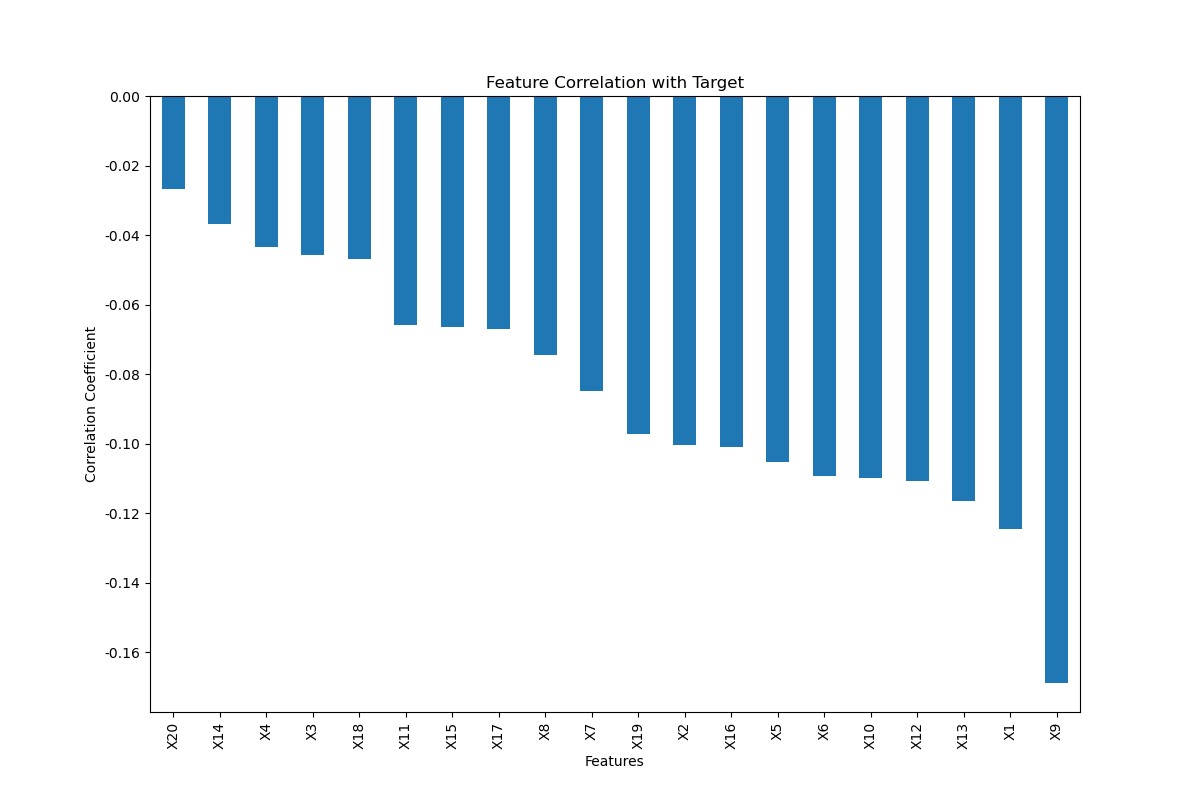 Feature Correlation with Target
0.00
-0.02
-0.04
-0.06
-0.08
-0.10
-0.12
-0.14
-0.16
Correlation Coefficient
X20
X14
X4
X3
X18
X11
X15
X17
X8
X7
X19
X2
X16
X5
X6
X10
X12
X13
X1
X9
Features